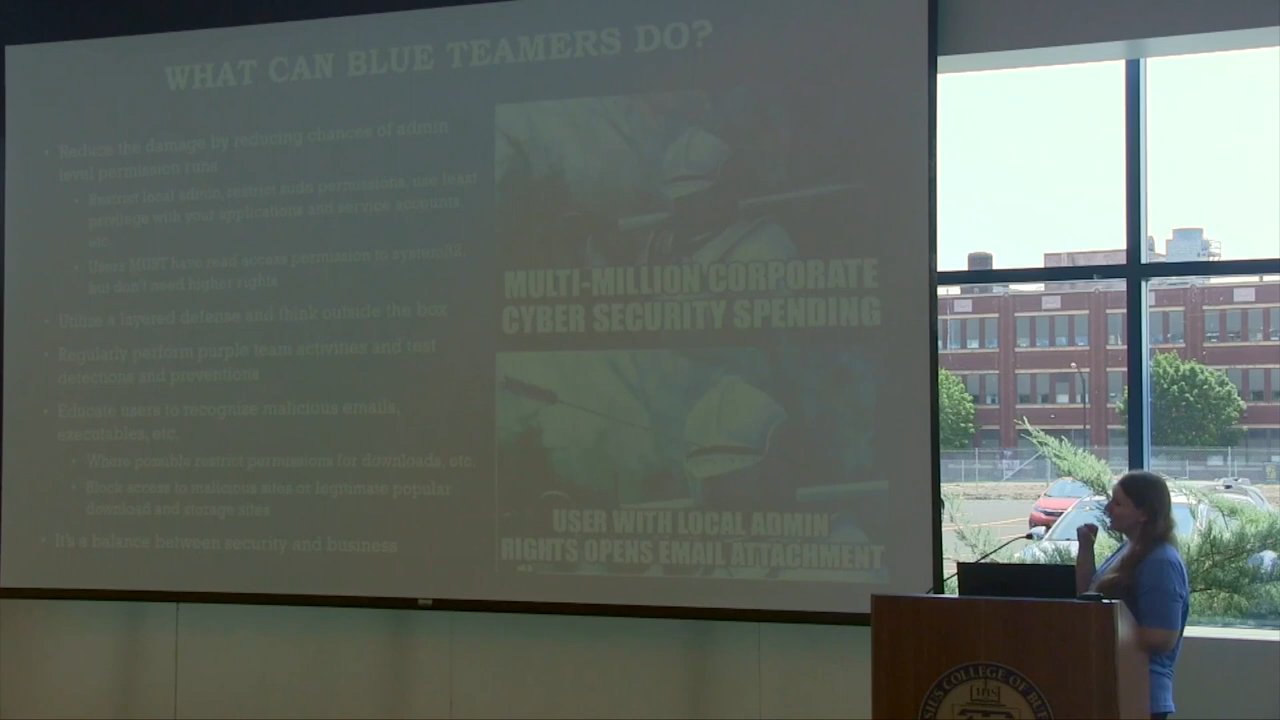 WHAT CAN BLUE TEAMERS DO?
• Reduce the damage by reducing chances of admin
level permission runs
• Restrict local admin, restrict sudo permissions, use least
privilege with your applications and service accounts,
etc
• Users MUST have read access permission to system32
but don't need higher rights
• Utilize a layered defense and think outside the box
• Regularly perform purple team activities and test
detections and preventions
• Educate users to recognize malicious emails,
executables, etc.
• Where possible restrict permissions for downloads, etc.
• Block access to malicious sites or legitimate popular
download and storage sites
• It's a balance between security and business
MULTI-MILLION CORPORATE
CYBER SECURITY SPENDING
USER WITH LOCAL ADMIN
RIGHTS OPENS EMAIL ATTACHMENT
SIUS COLLEGE OF BUF
IHS